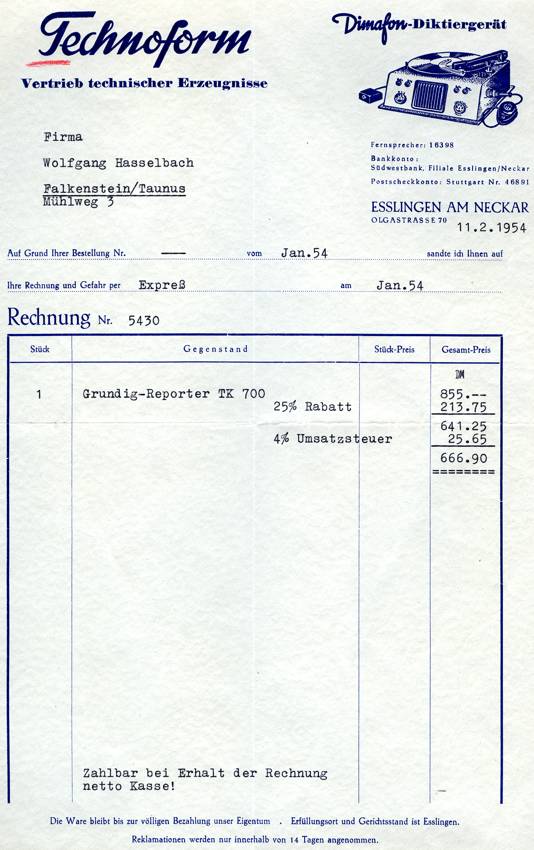 Technoform
Vertrieb technischer Erzeugnisse
Dimafon-Diktiergerät
Firma
Wolfgang Hasselbach
Falkenstein/Taunus
Mühlweg 3
Fernsprecher: 16398
Bankkonto:
Südwestbank, Filiale Esslingen/Neckar
Postscheckkonto: Stuttgart Nr. 46891
ESSLINGEN AM NECKAR
OLGASTRASSE 70
11.2.1954
Auf Grund Ihrer Bestellung Nr. — vom Jan.54 sandte ich Ihnen auf
Ihre Rechnung und Gefahr per Expreß am Jan.54
Rechnung Nr. 5430
Stück Gegenstand Stück-Preis Gesamt-Preis
DM
1 Grundig-Reporter TK 700 855.--
25% Rabatt 213.75
641.25
4% Umsatzsteuer 25.65
666.90
========
Zahlbar bei Erhalt der Rechnung
netto Kasse!
Die Ware bleibt bis zur völligen Bezahlung unser Eigentum . Erfüllungsort und Gerichtsstand ist Esslingen.
Reklamationen werden nur innerhalb von 14 Tagen angenommen.